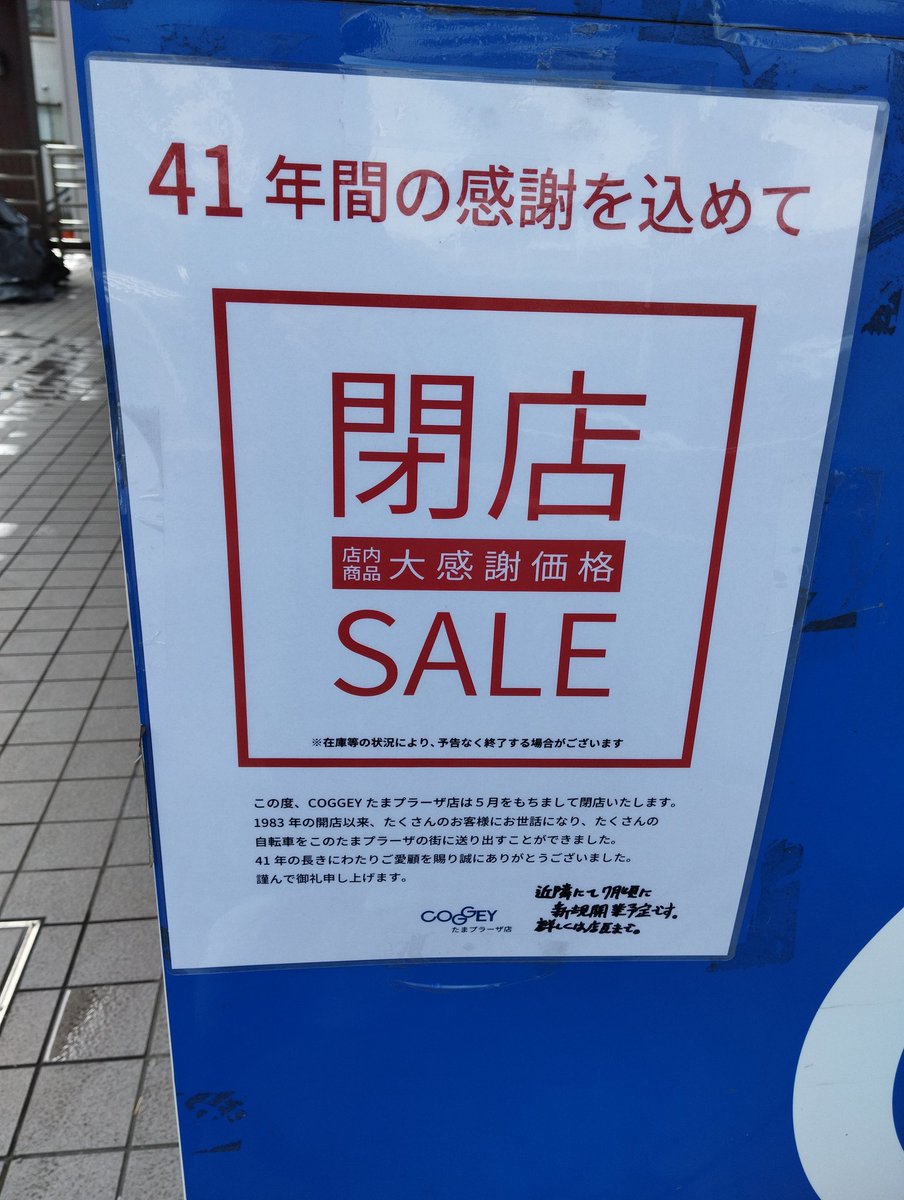 41年間の感謝を込めて
閉店
店内商品 大感謝価格
SALE
※在庫等の状況により、予告なく終了する場合がございます
この度、COGGEY たまプラーザ店は5月をもちまして閉店いたします。
1983 年の開店以来、たくさんのお客様にお世話になり、たくさんの
自転車をこのたまプラーザの街に送り出すことができました。
41 年の長きにわたりご愛顧を賜り誠にありがとうございました。
謹んで御礼申し上げます。
COGGEY
たまプラーザ店
近隣にて7月頃に
新規開業予定です。
詳しくは店員まで。